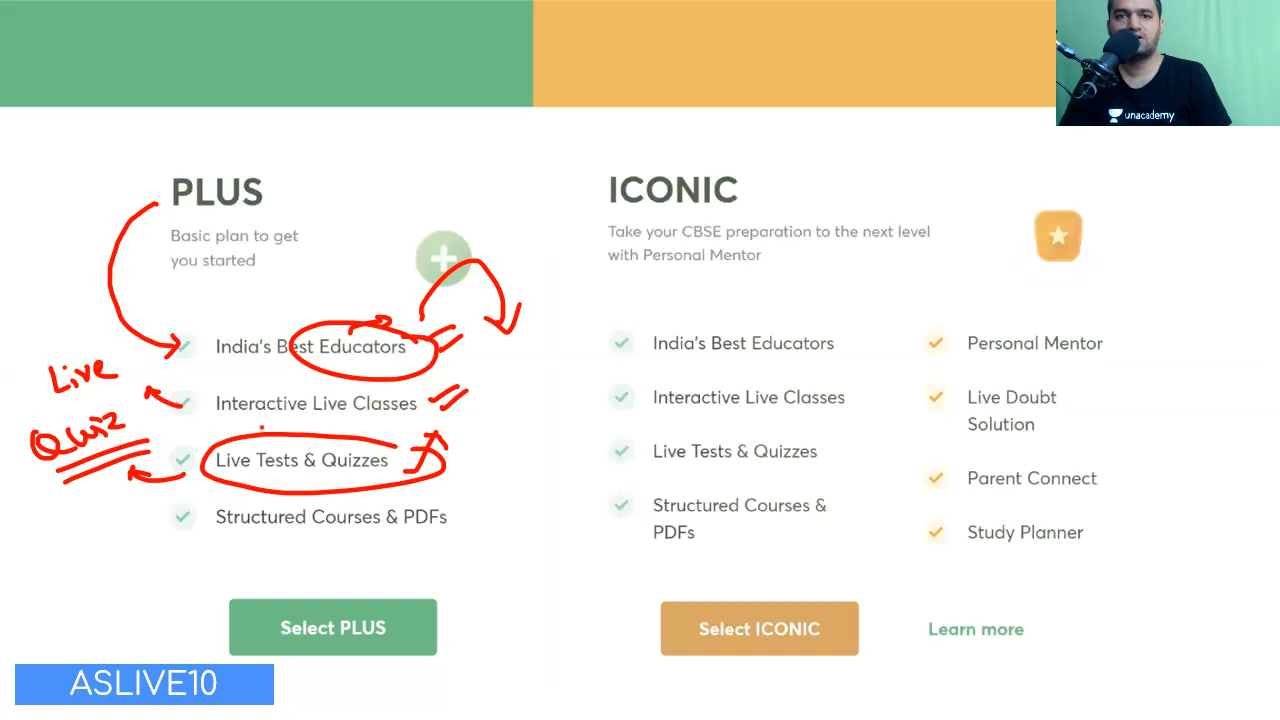 unacademy
PLUS
Basic plan to get
you started
India's Best Educators
Interactive Live Classes
Live Tests & Quizzes
Structured Courses & PDFs
Select PLUS
Live
Quiz
ICONIC
Take your CBSE preparation to the next level
with Personal Mentor
India's Best Educators
Interactive Live Classes
Live Tests & Quizzes
Structured Courses &
PDFs
Personal Mentor
Live Doubt
Solution
Parent Connect
Study Planner
Select ICONIC
Learn more
ASLIVE10